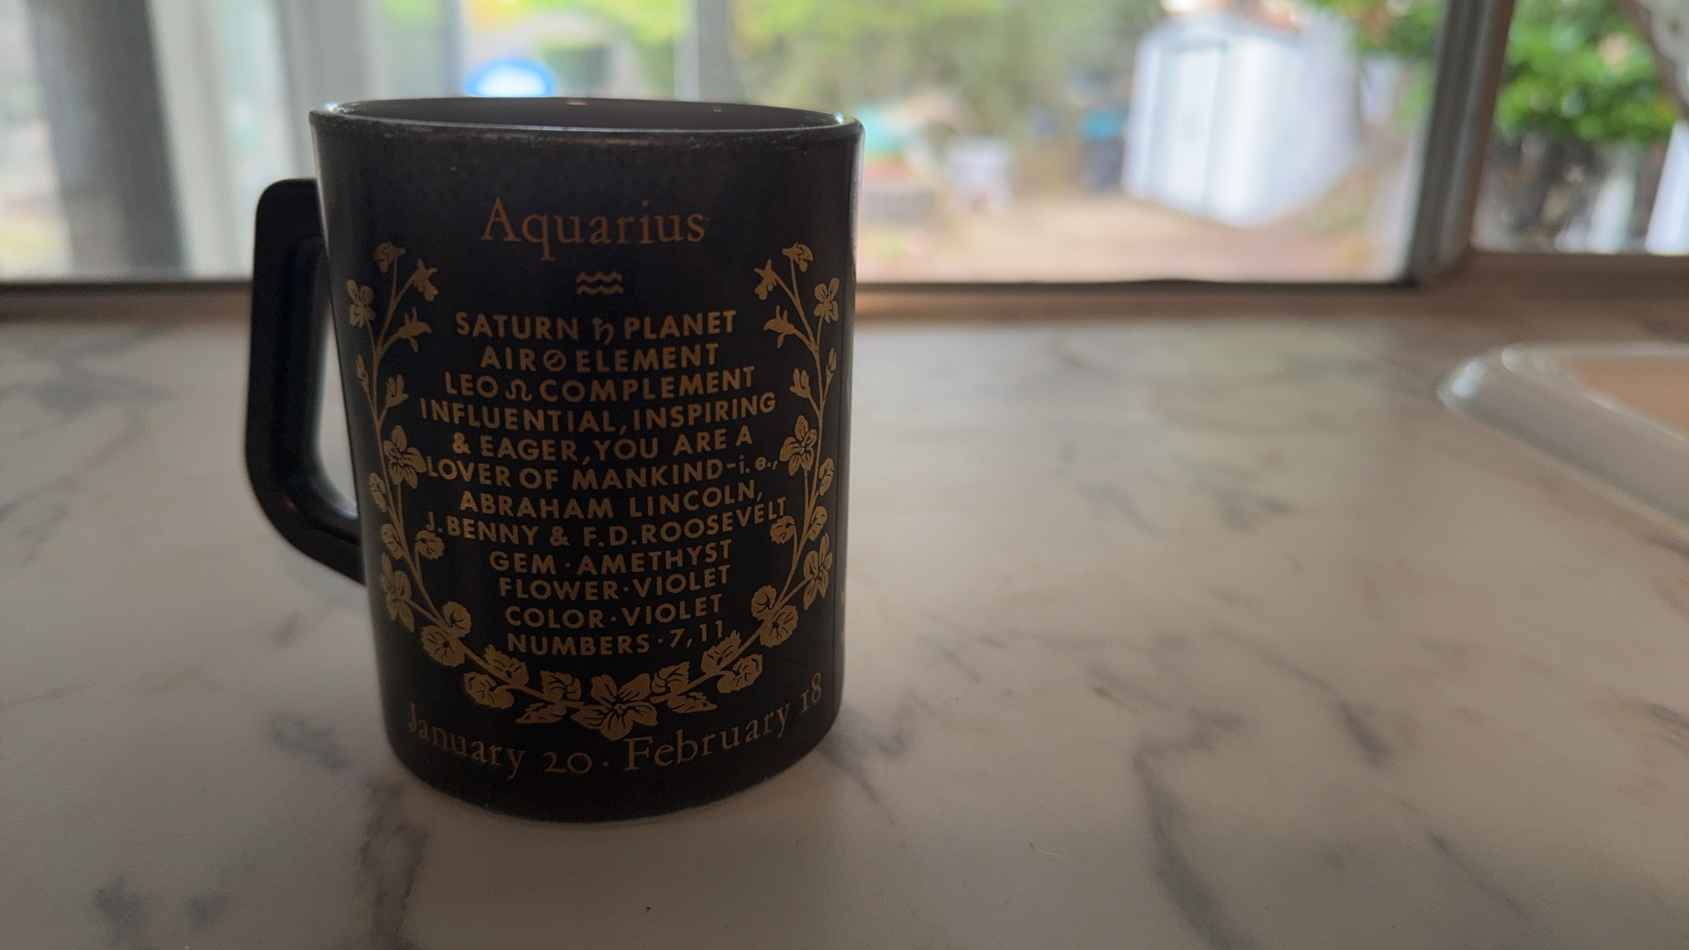 Aquarius
♒
SATURN ♄ PLANET
AIR ⊘ ELEMENT
LEO ♌ COMPLEMENT
INFLUENTIAL, INSPIRING
& EAGER, YOU ARE A
LOVER OF MANKIND-i.e.,
ABRAHAM LINCOLN,
J. BENNY & F.D. ROOSEVELT
GEM · AMETHYST
FLOWER · VIOLET
COLOR · VIOLET
NUMBERS · 7, 11
January 20 · February 18